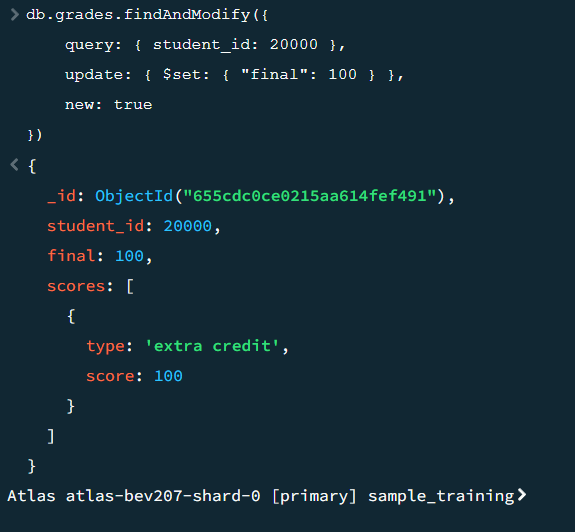 > db.grades.findAndModify({
    query: { student_id: 20000 },
    update: { $set: { "final": 100 } },
    new: true
})
< {
  _id: ObjectId("655cdc0ce0215aa614fef491"),
  student_id: 20000,
  final: 100,
  scores: [
    {
      type: 'extra credit',
      score: 100
    }
  ]
}
Atlas atlas-bev207-shard-0 [primary] sample_training>